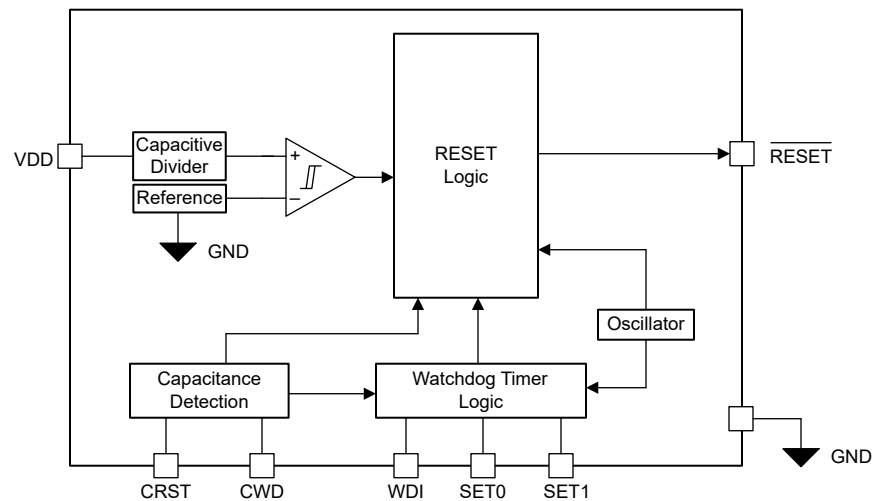 VDD
Capacitive
Divider
+
Reference
−
GND
RESET
Logic
RESET
Oscillator
Capacitance
Detection
Watchdog Timer
Logic
GND
CRST
CWD
WDI
SET0
SET1